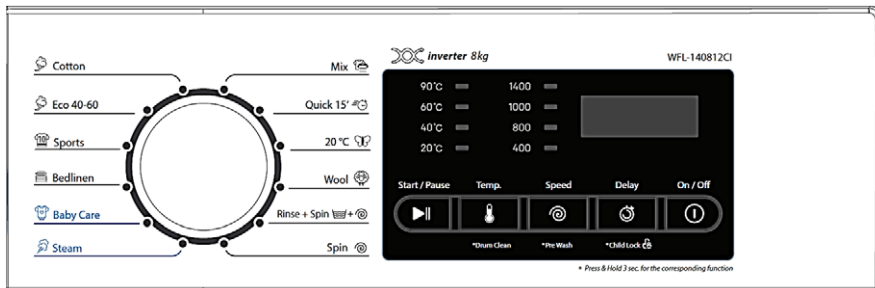 inverter 8kg
WFL-140812CI
Cotton
Eco 40-60
Sports
Bedlinen
Baby Care
Steam
Mix
Quick 15'
20 °C
Wool
Rinse + Spin +
Spin
90°C 1400
60°C 1000
40°C 800
20°C 400
Start / Pause Temp. Speed Delay On / Off
*Drum Clean *Pre Wash *Child Lock
* Press & Hold 3 sec. for the corresponding function